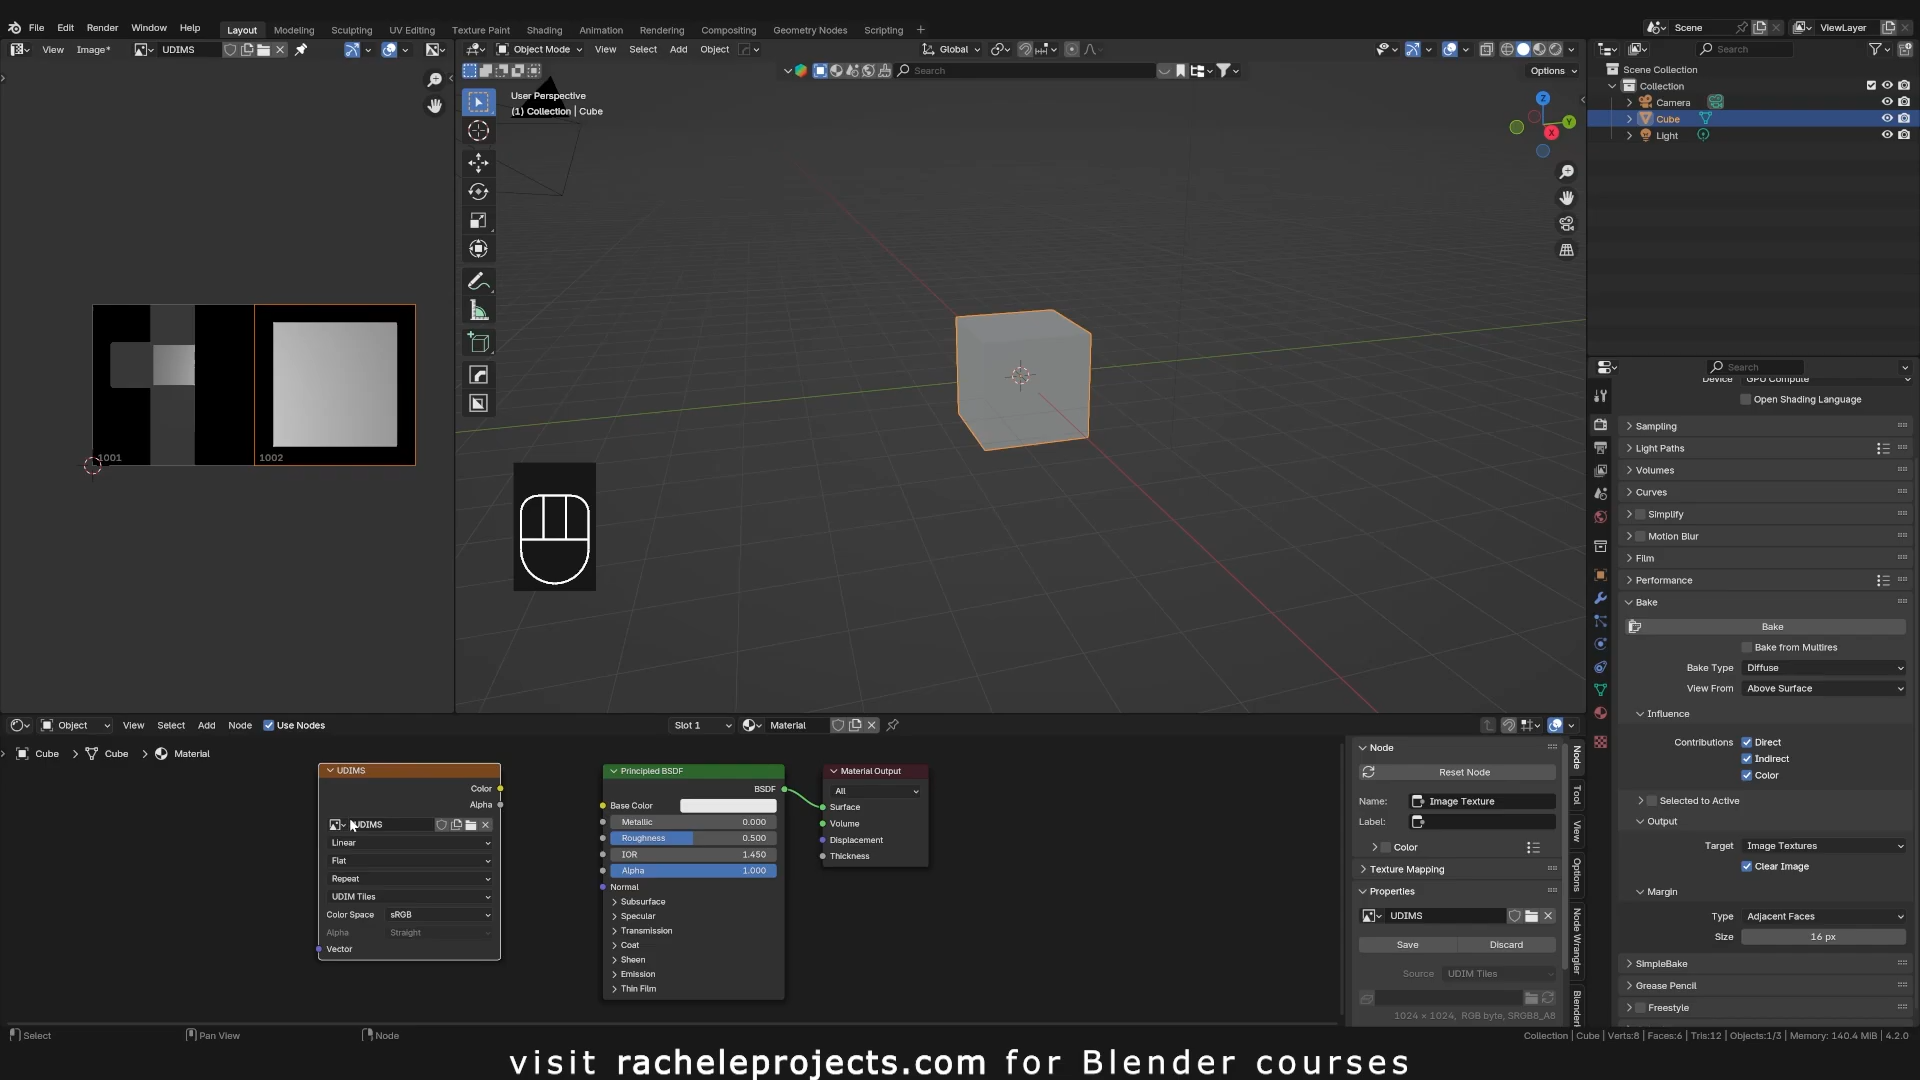 File Edit Render Window Help Layout Modeling Sculpting UV Editing Texture Paint Shading Animation Rendering Compositing Geometry Nodes Scripting + Scene ViewLayer
View Image* UDIMS Object Mode View Select Add Object Global Search
Search Options
User Perspective
(1) Collection | Cube
Z
Y
X
Scene Collection
Collection
Camera
Cube
Light
1001 1002
Search
Device GPU Compute
Open Shading Language
Sampling
Light Paths
Volumes
Curves
Simplify
Motion Blur
Film
Performance
Bake
Bake
Bake from Multires
Bake Type Diffuse
View From Above Surface
Influence
Contributions Direct
Indirect
Color
Selected to Active
Output
Target Image Textures
Clear Image
Margin
Type Adjacent Faces
Size 16 px
SimpleBake
Grease Pencil
Freestyle
Object View Select Add Node Use Nodes Slot 1 Material
Cube Cube Material
UDIMS
Color
Alpha
UDIMS
Linear
Flat
Repeat
UDIM Tiles
Color Space sRGB
Alpha Straight
Vector
Principled BSDF
BSDF
Base Color
Metallic 0.000
Roughness 0.500
IOR 1.450
Alpha 1.000
Normal
Subsurface
Specular
Transmission
Coat
Sheen
Emission
Thin Film
Material Output
All
Surface
Volume
Displacement
Thickness
Node
Reset Node
Name: Image Texture
Label:
Color
Texture Mapping
Properties
UDIMS
Save Discard
Source UDIM Tiles
1024 × 1024, RGB byte, SRGB8_A8
Node
Tool
View
Options
Node Wrangler
Select Pan View Node Collection | Cube | Verts:8 | Faces:6 | Tris:12 | Objects:1/3 | Memory: 140.4 MiB | 4.2.0
visit racheleprojects.com for Blender courses